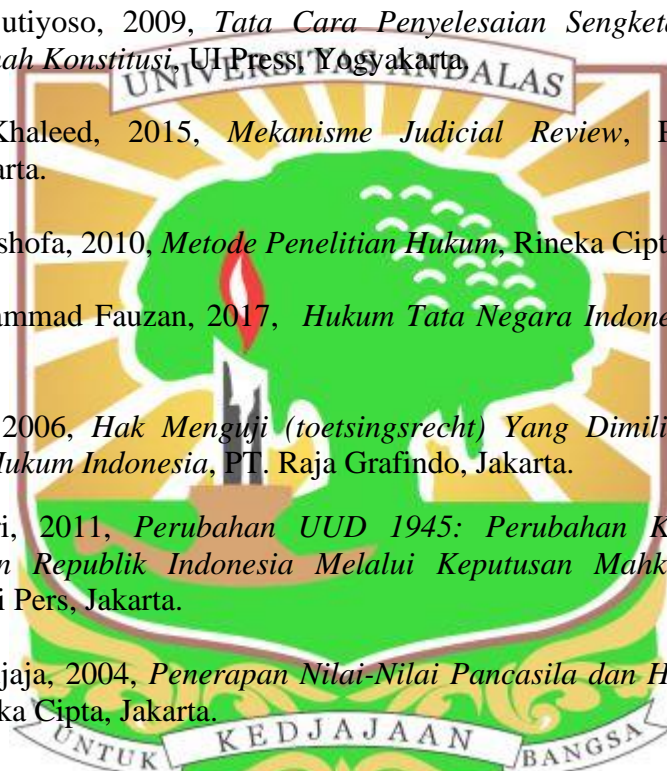 utiyoso, 2009, Tata Cara Penyelesaian Sengketa
ah Konstitusi, UI Press, Yogyakarta.
UNIVERSITAS ANDALAS
Khaleed, 2015, Mekanisme Judicial Review,
arta.
shofa, 2010, Metode Penelitian Hukum, Rineka Cipt
ammad Fauzan, 2017, Hukum Tata Negara Indone
2006, Hak Menguji (toetsingsrecht) Yang Dimili
Hukum Indonesia, PT. Raja Grafindo, Jakarta.
ri, 2011, Perubahan UUD 1945: Perubahan K
n Republik Indonesia Melalui Keputusan Mahk
i Pers, Jakarta.
jaja, 2004, Penerapan Nilai-Nilai Pancasila dan H
ka Cipta, Jakarta.
UNTUK KEDJAJAAN BANGSA